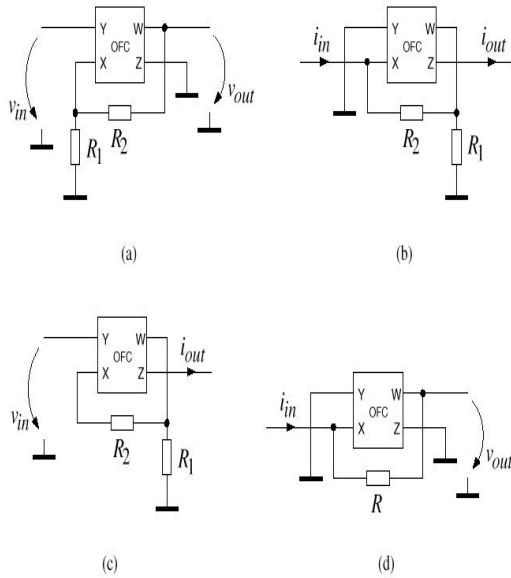 Y W
OFC
X Z
v_in
R_2
v_out
R_1
(a)
i_in
Y W
OFC
X Z
i_out
R_2
R_1
(b)
Y W
OFC
X Z
i_out
v_in
R_2
R_1
(c)
i_in
Y W
OFC
X Z
R
v_out
(d)